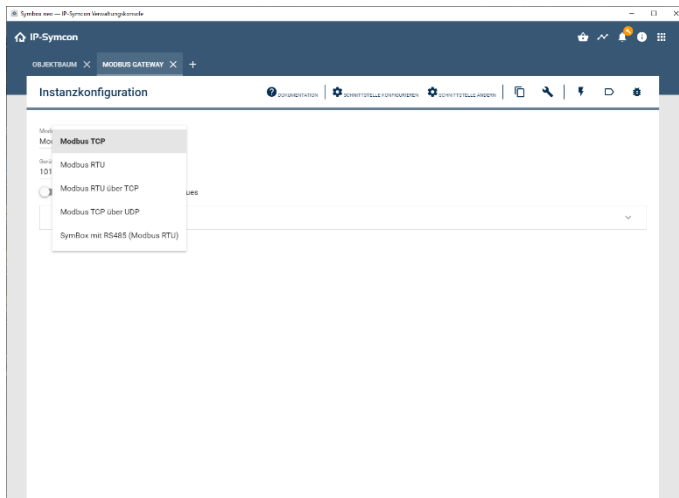 Symbox neo — IP-Symcon Verwaltungskonsole
IP-Symcon
OBJEKTBAUM
MODBUS GATEWAY
Instanzkonfiguration
DOKUMENTATION
SCHNITTSTELLE KONFIGURIEREN
SCHNITTSTELLE ÄNDERN
Modbus TCP
Modbus RTU
101
Modbus RTU über TCP
ues
Modbus TCP über UDP
SymBox mit RS485 (Modbus RTU)